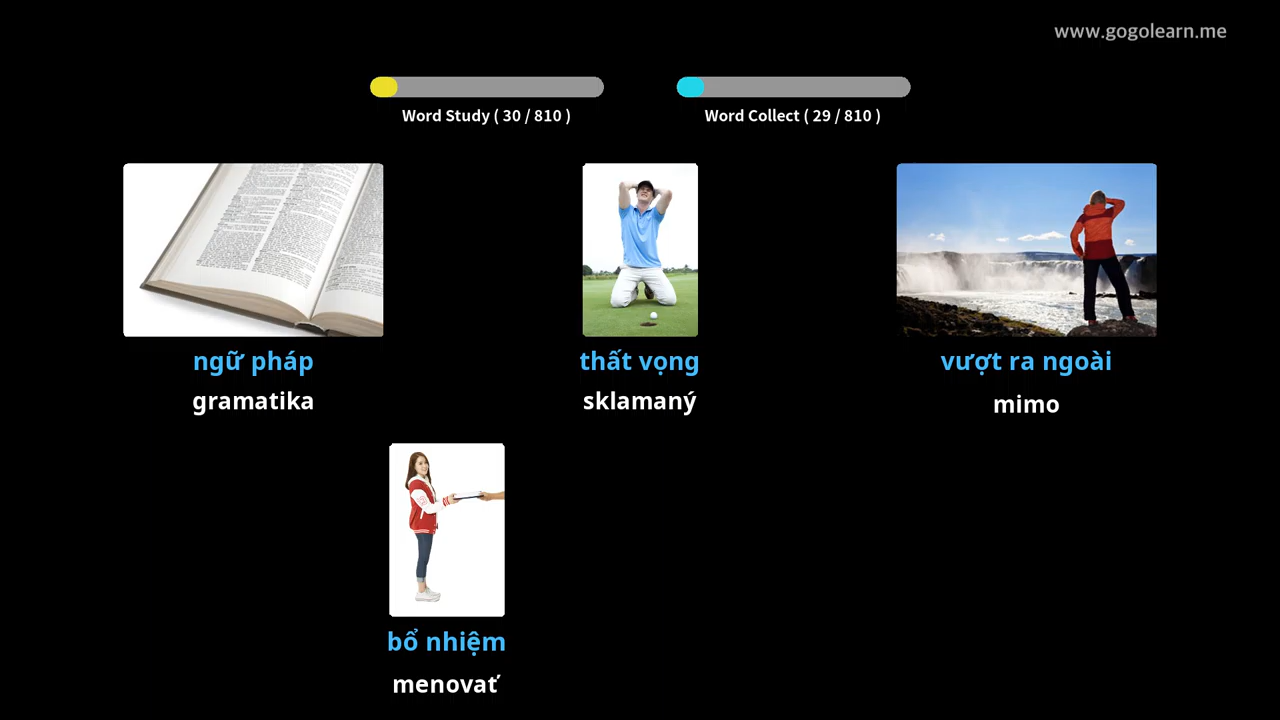 www.gogolearn.me
Word Study ( 30 / 810 )
Word Collect ( 29 / 810 )
ngữ pháp
gramatika
thất vọng
sklamaný
vượt ra ngoài
mimo
bổ nhiệm
menovať